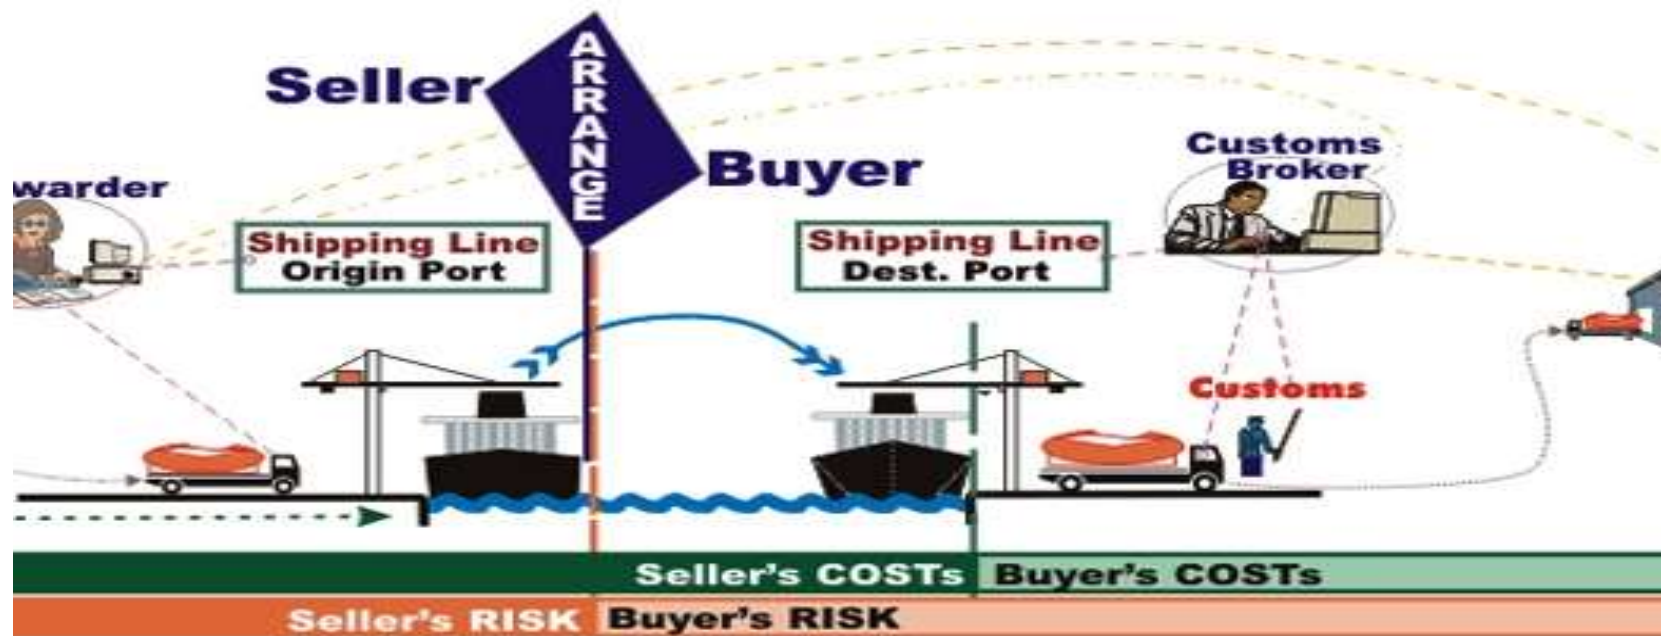 Seller
ARRANGE
Buyer
Customs
Broker
warder
Shipping Line
Origin Port
Shipping Line
Dest. Port
Customs
Seller's COSTs
Buyer's COSTs
Seller's RISK
Buyer's RISK